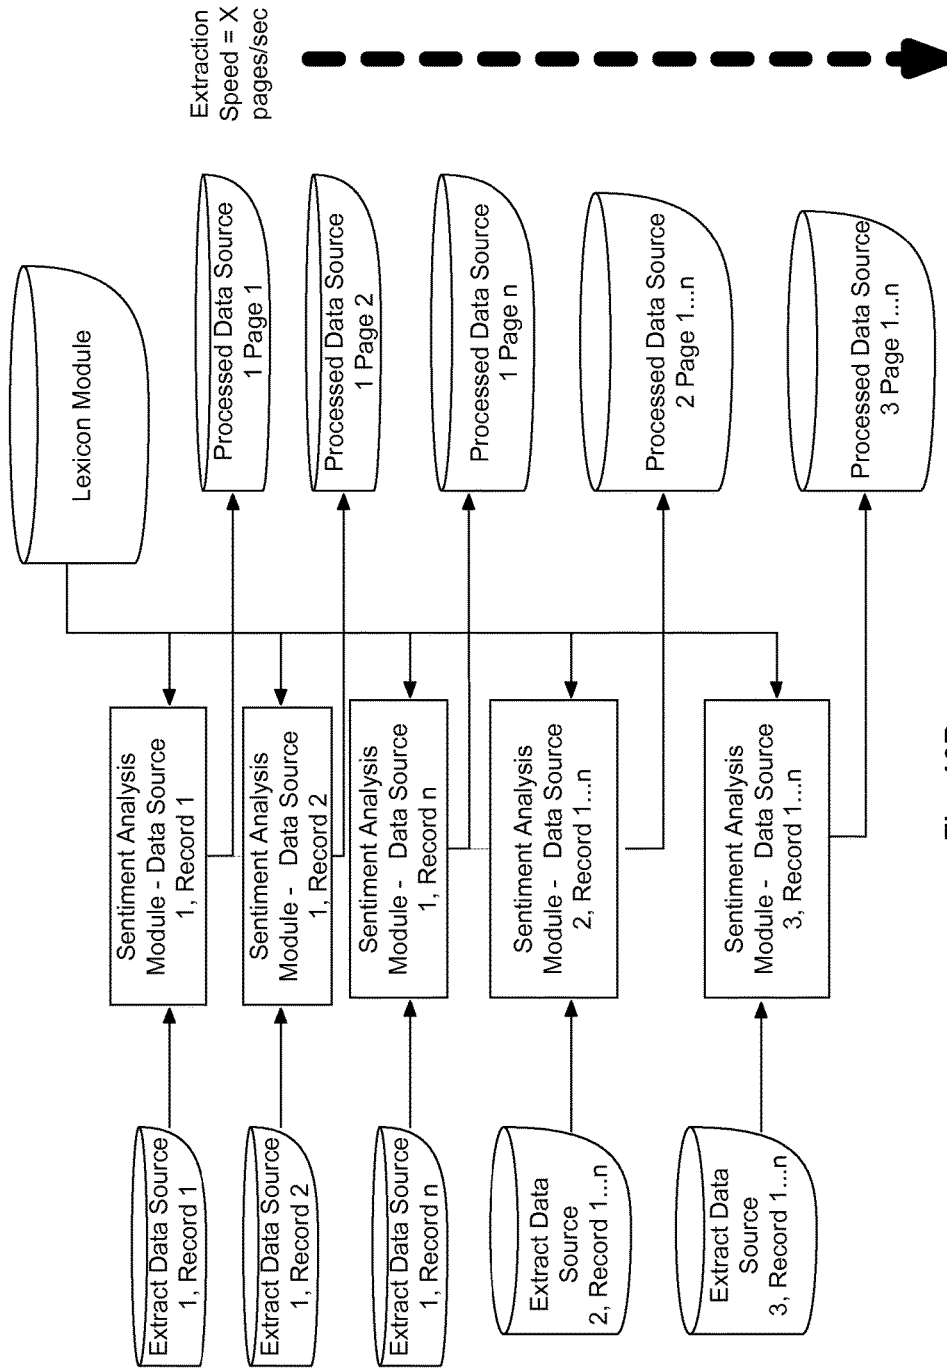 Extract Data Source
1, Record 1
Extract Data Source
1, Record 2
Extract Data Source
1, Record n
Extract Data
Source
2, Record 1...n
Extract Data
Source
3, Record 1...n
Sentiment Analysis
Module - Data Source
1, Record 1
Sentiment Analysis
Module - Data Source
1, Record 2
Sentiment Analysis
Module - Data Source
1, Record n
Sentiment Analysis
Module - Data Source
2, Record 1...n
Sentiment Analysis
Module - Data Source
3, Record 1...n
Lexicon Module
Processed Data Source
1 Page 1
Processed Data Source
1 Page 2
Processed Data Source
1 Page n
Processed Data Source
2 Page 1...n
Processed Data Source
3 Page 1...n
Extraction
Speed = X
pages/sec